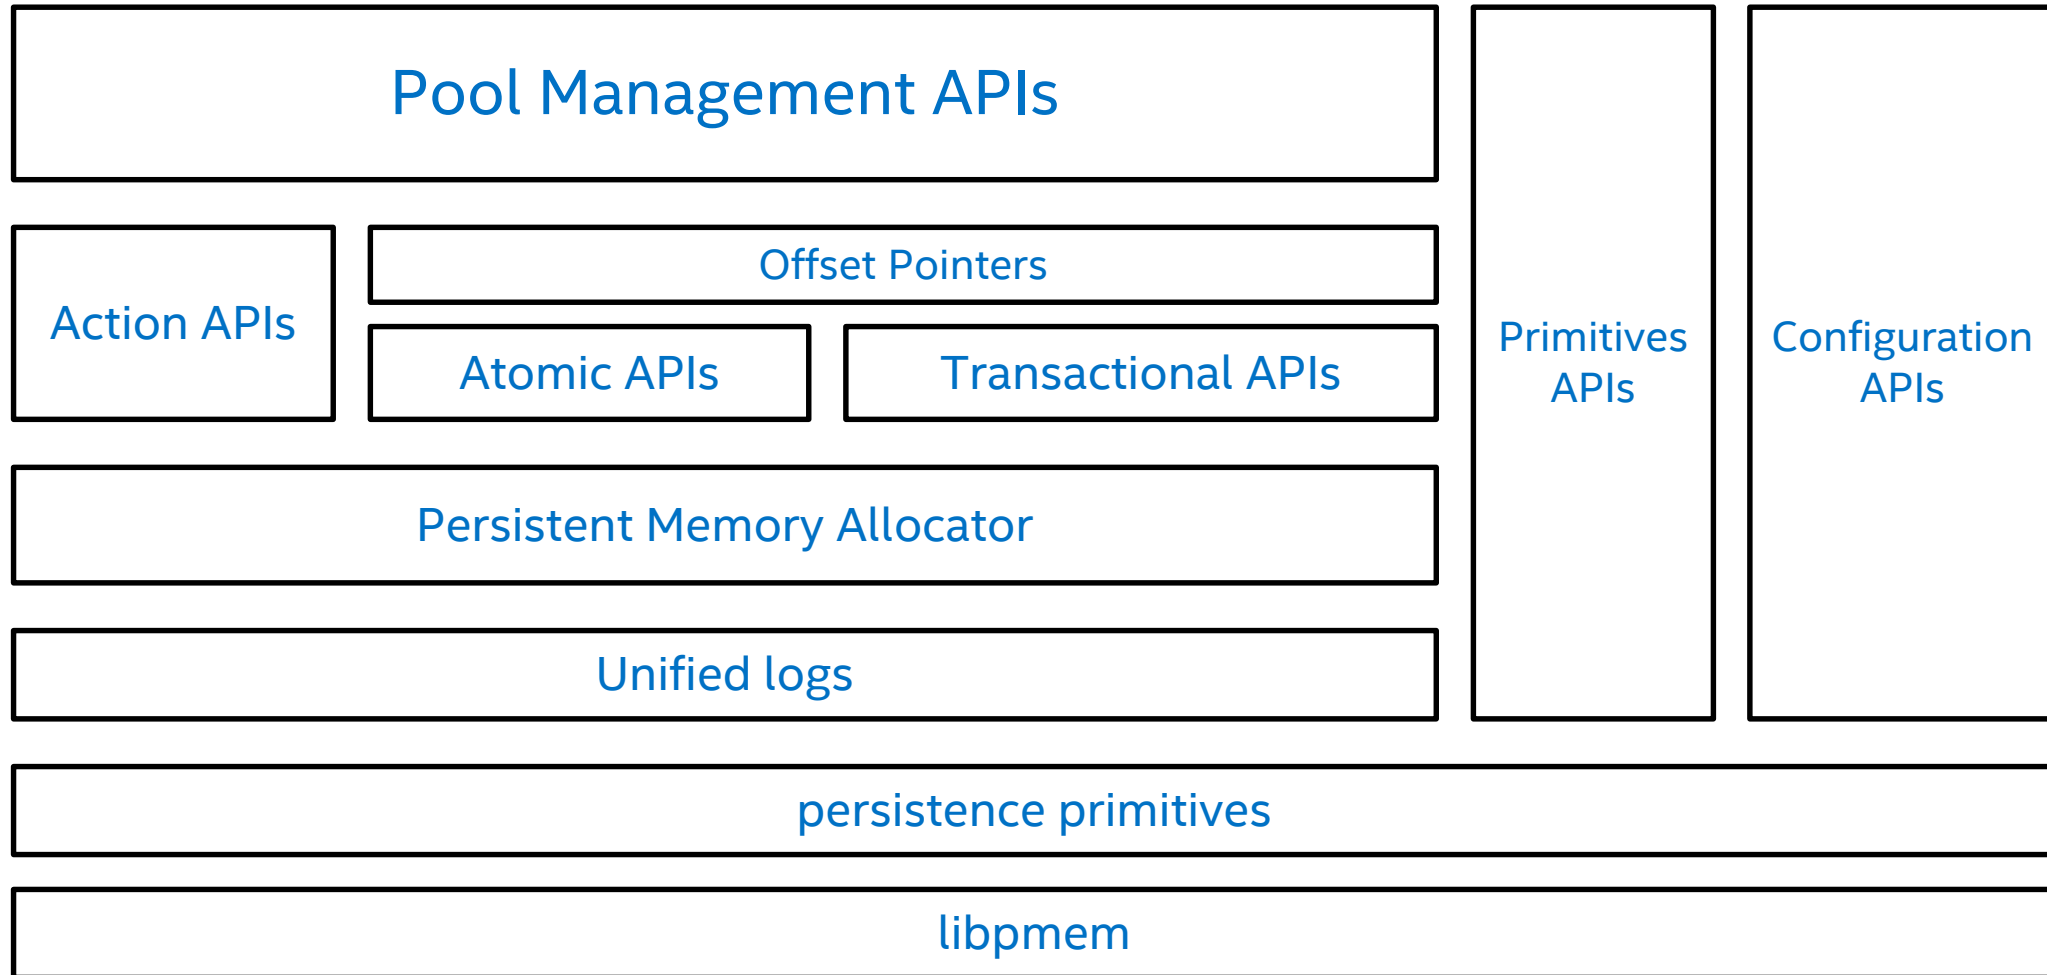 Pool Management APIs
Action APIs
Offset Pointers
Atomic APIs
Transactional APIs
Primitives
APIs
Configuration
APIs
Persistent Memory Allocator
Unified logs
persistence primitives
libpmem